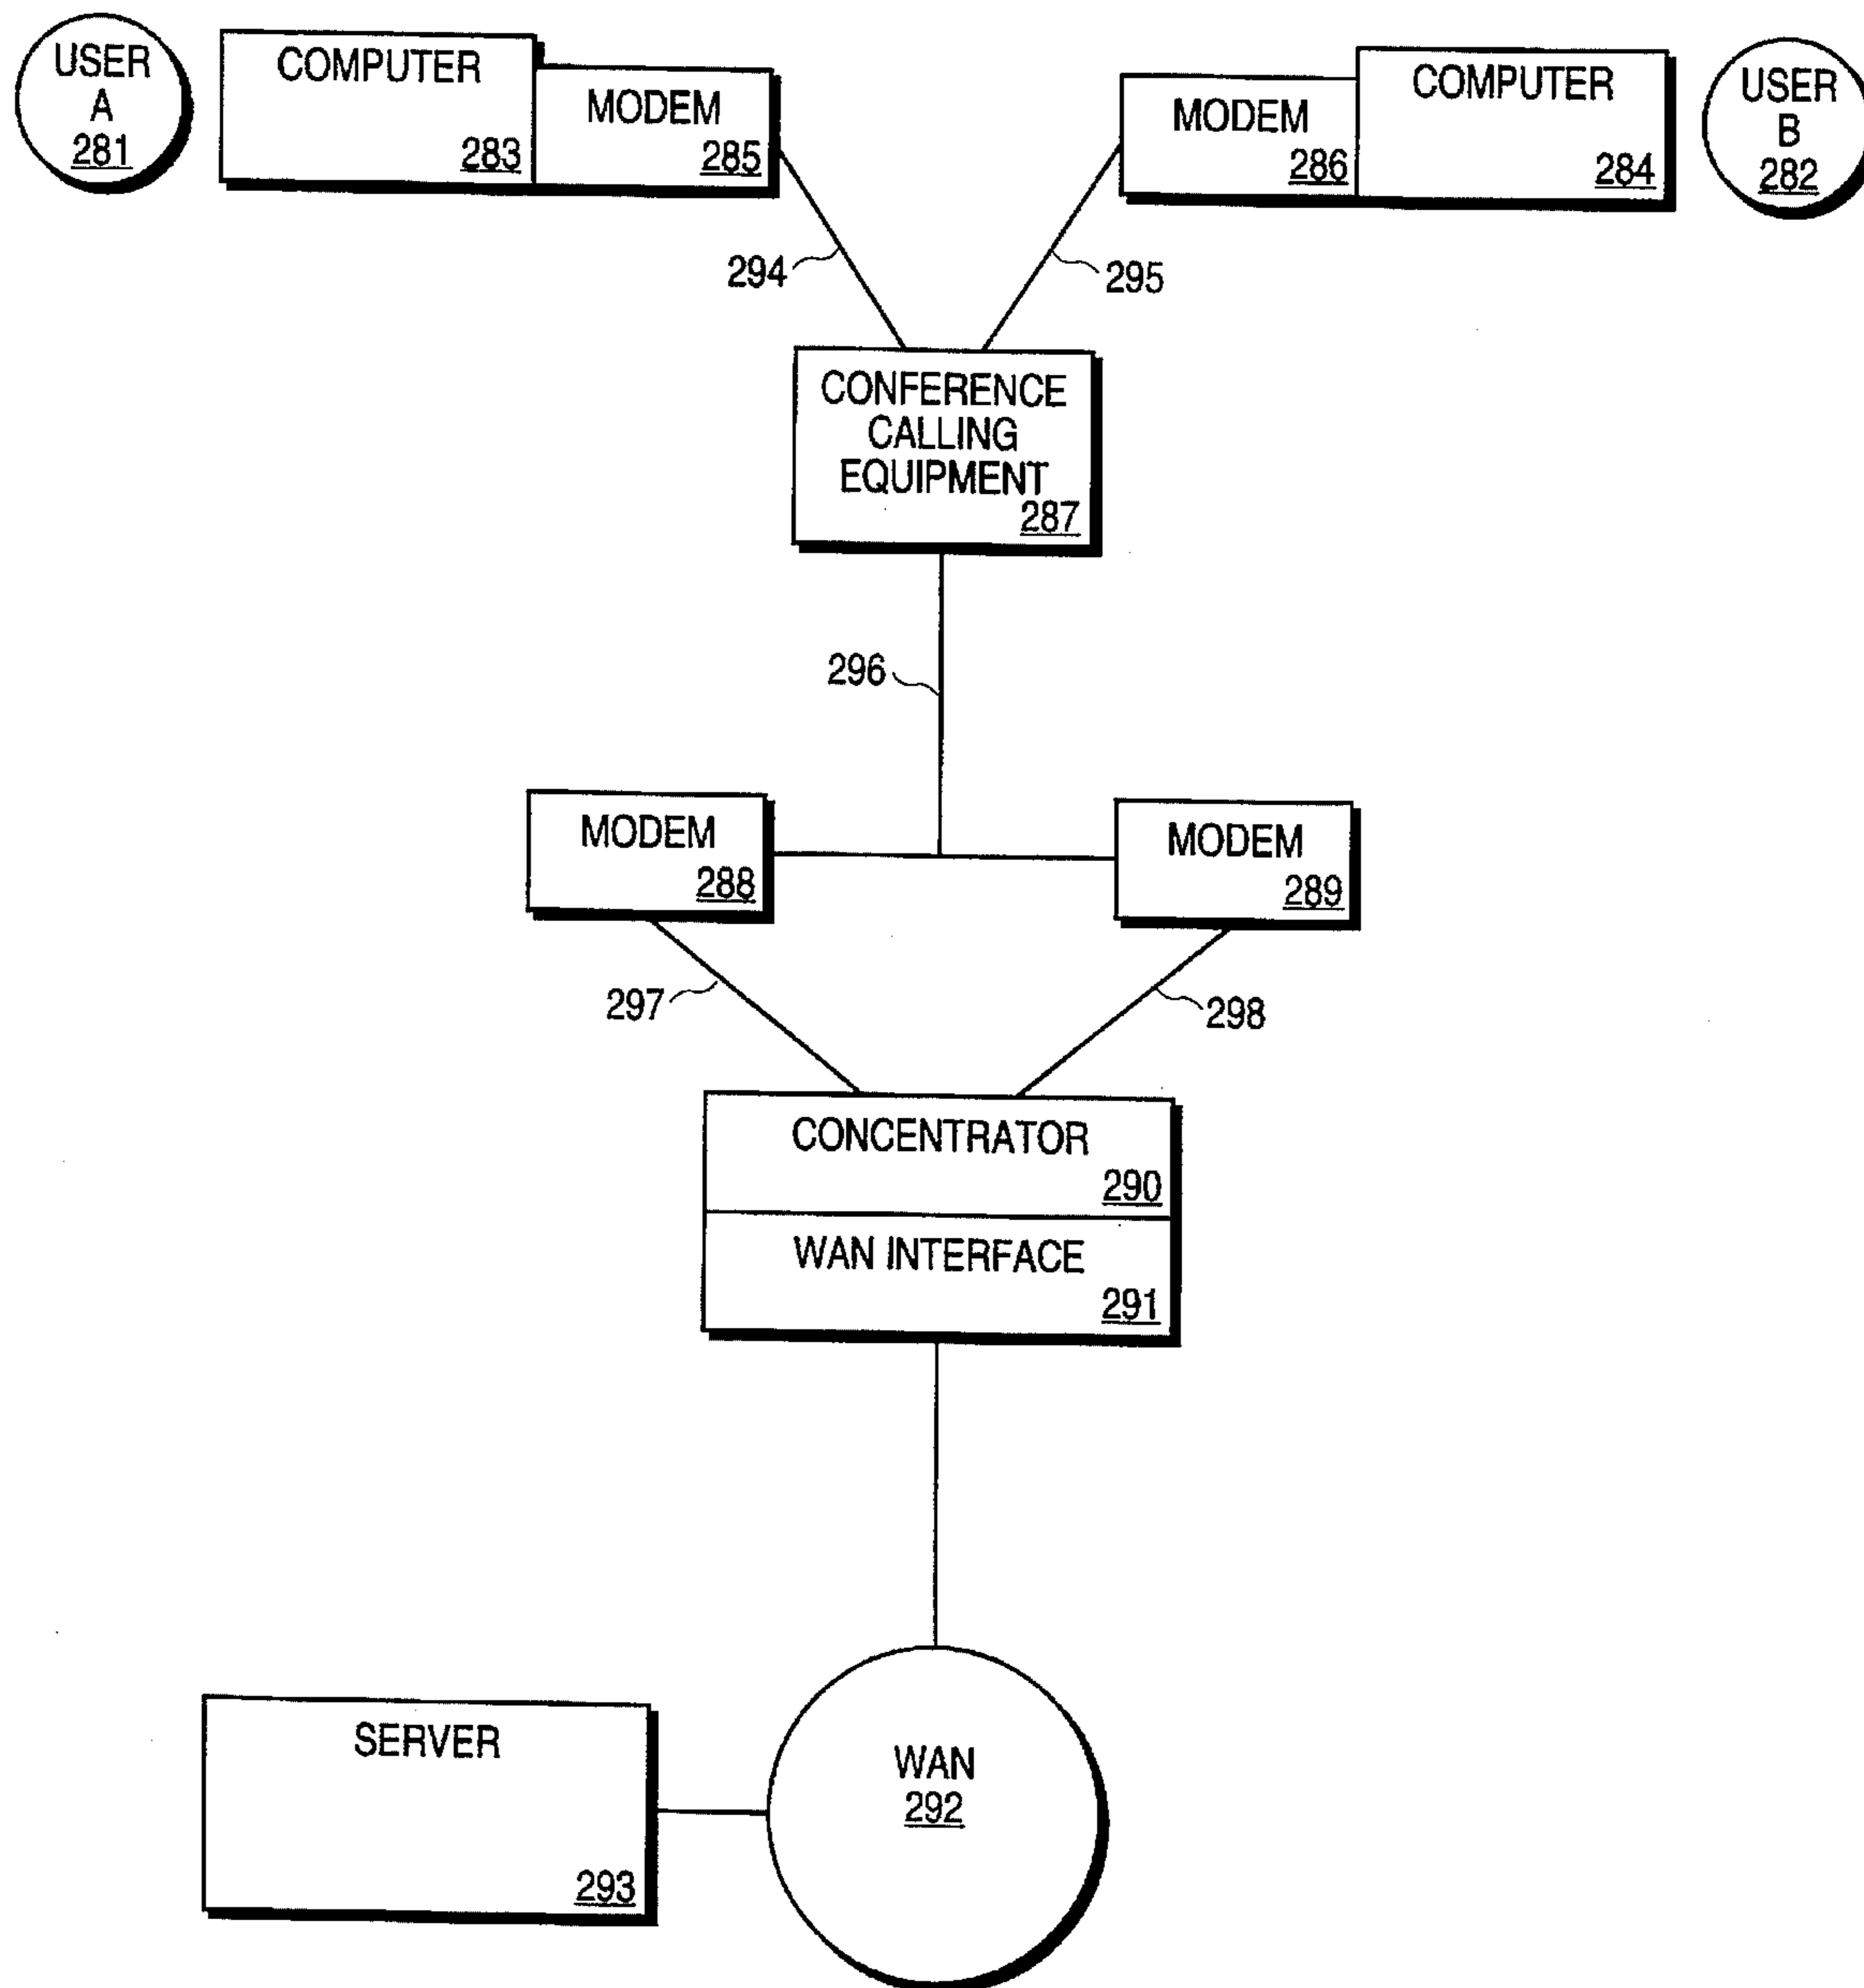 USER
A
281
COMPUTER
283
MODEM
285
MODEM
286
COMPUTER
284
USER
B
282
294
295
CONFERENCE
CALLING
EQUIPMENT
287
296
MODEM
288
MODEM
289
297
298
CONCENTRATOR
290
WAN INTERFACE
291
SERVER
293
WAN
292